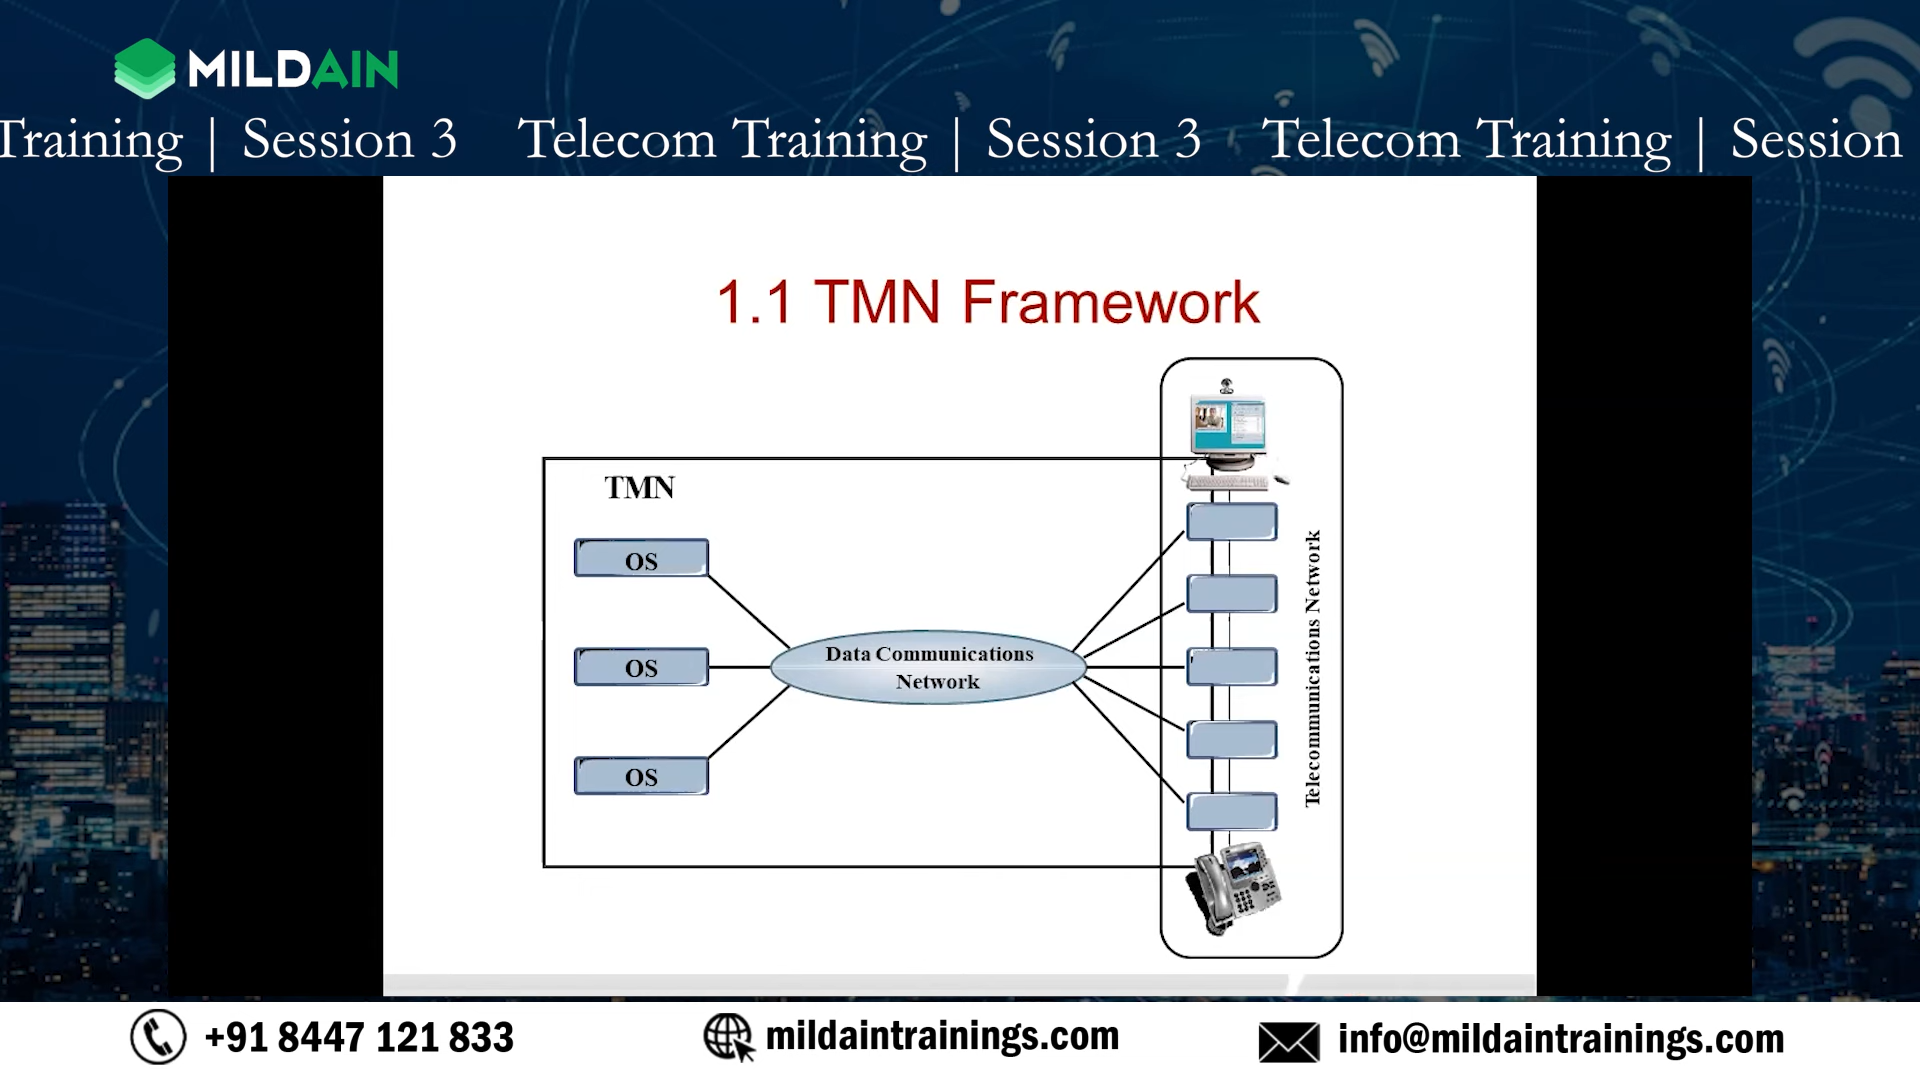 MILDAIN
Training | Session 3 Telecom Training | Session 3 Telecom Training | Session
1.1 TMN Framework
TMN
OS
OS
OS
Data Communications
Network
Telecommunications Network
+91 8447 121 833
mildaintrainings.com
info@mildaintrainings.com